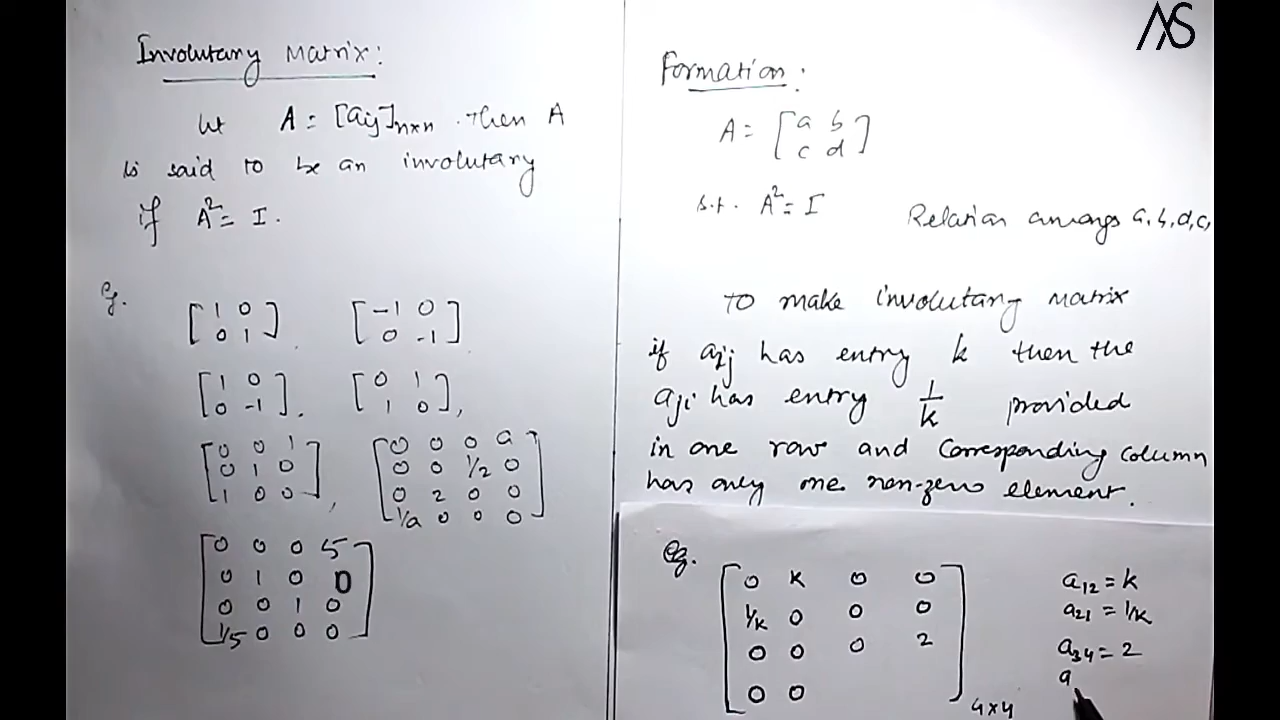 Involutary Matrix:
Let A = [aij]n×n . Then A
is said to be an involutary
if A² = I.
eg.
[1 0
0 1]
[-1 0
0 -1]
[1 0
0 -1],
[0 1
1 0],
[0 0 1
0 1 0
1 0 0],
[0 0 0 a
0 0 1/2 0
0 2 0 0
1/a 0 0 0]
[0 0 0 5
0 1 0 0
0 0 1 0
1/5 0 0 0]
AS
Formation:
A = [a b
c d]
s.t. A² = I
Relation amongs a, b, d, c,
To make involutary matrix
if aij has entry k then the
aji has entry 1/k provided
in one row and corresponding column
has only one non-zero element.
eg.
[0 k 0 0
1/k 0 0 0
0 0 0 2
0 0 ]4×4
a12 = k
a21 = 1/k
a34 = 2
a